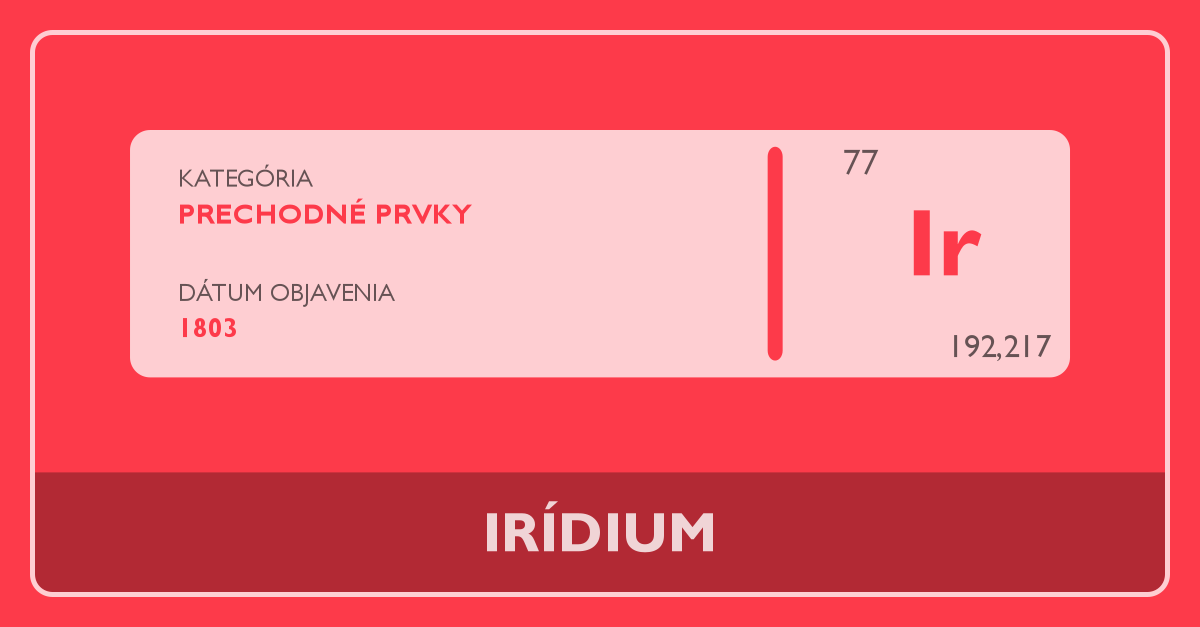 KATEGÓRIA
PRECHODNÉ PRVKY
DÁTUM OBJAVENIA
1803
77
Ir
192,217
IRÍDIUM